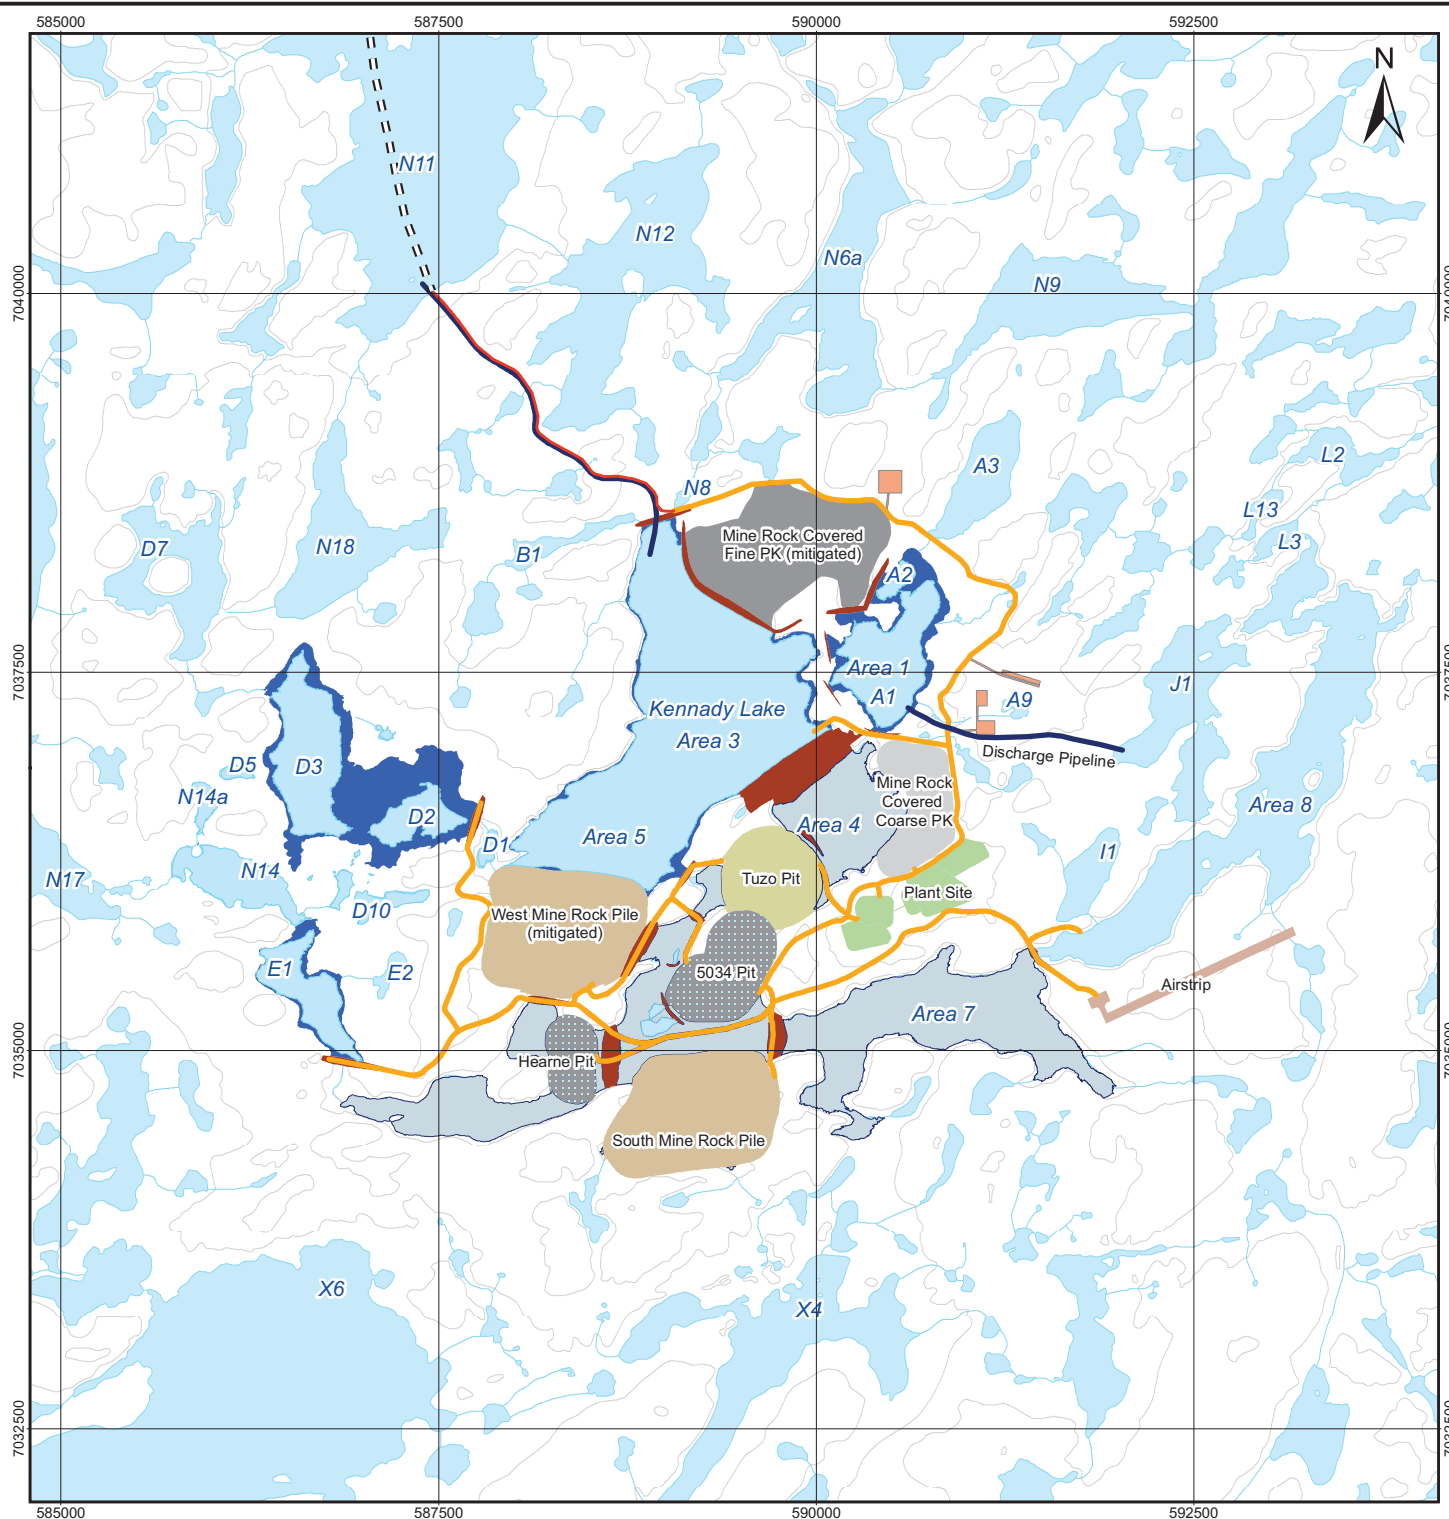 585000
587500
590000
592500
N
N11
N12
N6a
N9
7040000
7040000
A3
L2
N8
L13
L3
Mine Rock Covered
Fine PK (mitigated)
D7
N18
B1
A2
Area 1
7037500
7037500
J1
A1
A9
Kennady Lake
Area 3
Discharge Pipeline
D5
D3
Mine Rock
Covered
Coarse PK
N14a
Area 8
D2
Area 4
Area 5
D1
I1
N17
N14
Tuzo Pit
Plant Site
D10
West Mine Rock Pile
(mitigated)
E1
E2
5034 Pit
Airstrip
Area 7
7035000
7035000
Hearne Pit
South Mine Rock Pile
X6
X4
7032500
7032500
585000
587500
590000
592500